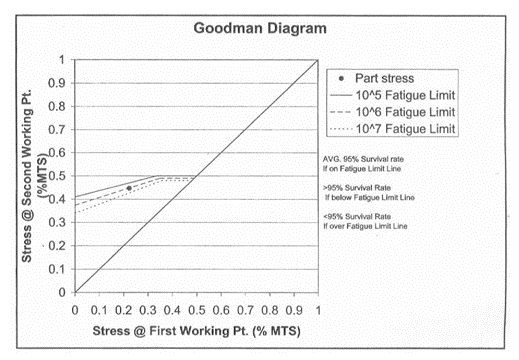 Goodman Diagram
Stress @ Second Working Pt.
(%MTS)
1
0.9
0.8
0.7
0.6
0.5
0.4
0.3
0.2
0.1
0
0 0.1 0.2 0.3 0.4 0.5 0.6 0.7 0.8 0.9 1
Stress @ First Working Pt. (% MTS)
Part stress
10^5 Fatigue Limit
10^6 Fatigue Limit
10^7 Fatigue Limit
AVG. 95% Survival rate
If on Fatigue Limit Line
>95% Survival Rate
If below Fatigue Limit Line
<95% Survival Rate
If over Fatigue Limit Line